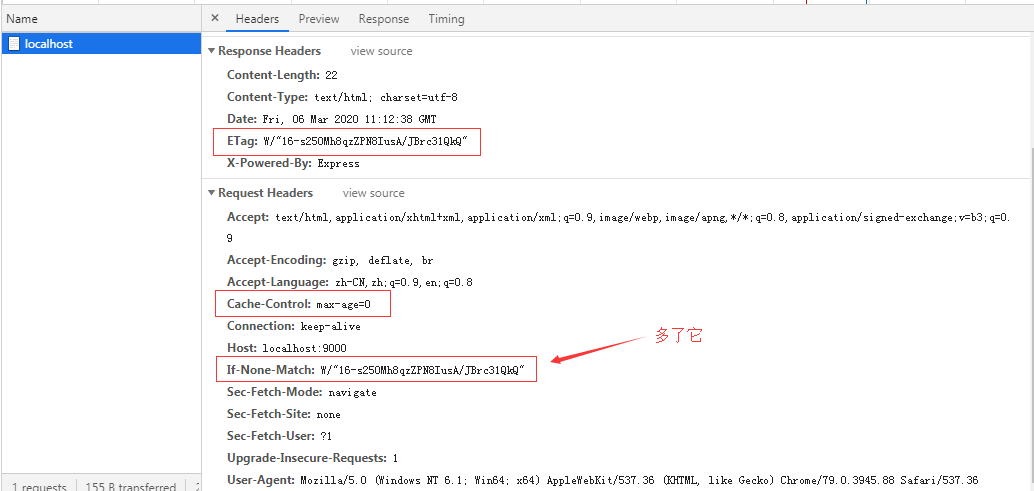 Name
× Headers Preview Response Timing
localhost
▼ Response Headers view source
Content-Length: 22
Content-Type: text/html; charset=utf-8
Date: Fri, 06 Mar 2020 11:12:38 GMT
ETag: W/"16-s250Mh8qzZPN8IusA/JBrc31QkQ"
X-Powered-By: Express
▼ Request Headers view source
Accept: text/html,application/xhtml+xml,application/xml;q=0.9,image/webp,image/apng,*/*;q=0.8,application/signed-exchange;v=b3;q=0.
9
Accept-Encoding: gzip, deflate, br
Accept-Language: zh-CN,zh;q=0.9,en;q=0.8
Cache-Control: max-age=0
Connection: keep-alive
多了它
Host: localhost:9000
If-None-Match: W/"16-s250Mh8qzZPN8IusA/JBrc31QkQ"
Sec-Fetch-Mode: navigate
Sec-Fetch-Site: none
Sec-Fetch-User: ?1
Upgrade-Insecure-Requests: 1
User-Agent: Mozilla/5.0 (Windows NT 6.1; Win64; x64) AppleWebKit/537.36 (KHTML, like Gecko) Chrome/79.0.3945.88 Safari/537.36
1 requests 155 B transferred